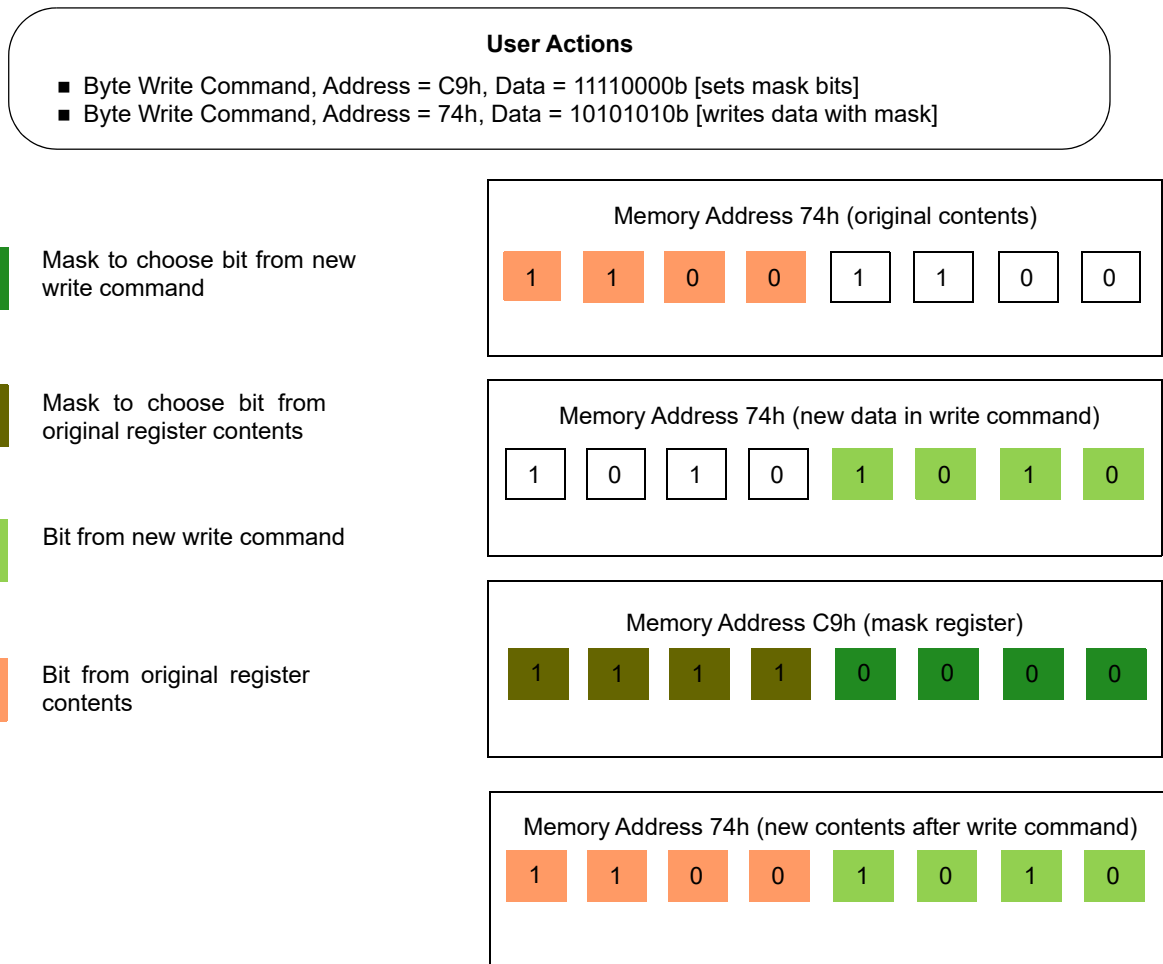 User Actions
■ Byte Write Command, Address = C9h, Data = 11110000b [sets mask bits]
■ Byte Write Command, Address = 74h, Data = 10101010b [writes data with mask]
Mask to choose bit from new
write command
Mask to choose bit from
original register contents
Bit from new write command
Bit from original register
contents
Memory Address 74h (original contents)
1 1 0 0 1 1 0 0
Memory Address 74h (new data in write command)
1 0 1 0 1 0 1 0
Memory Address C9h (mask register)
1 1 1 1 0 0 0 0
Memory Address 74h (new contents after write command)
1 1 0 0 1 0 1 0